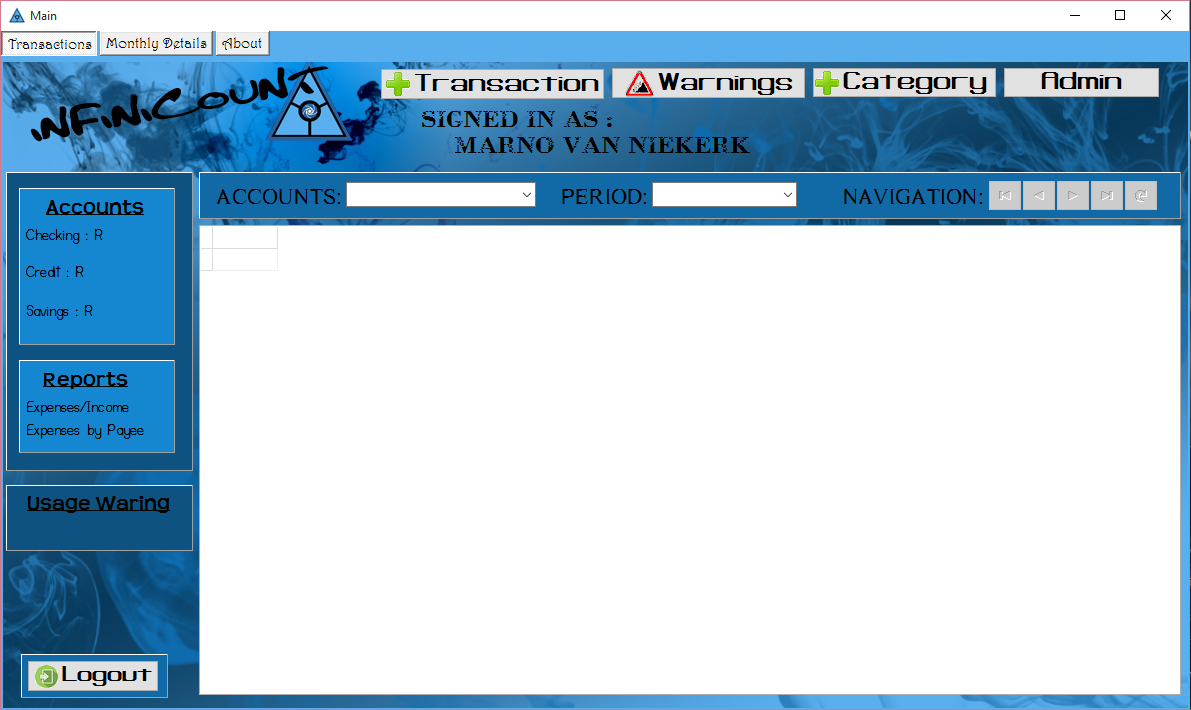 Main
Transactions Monthly Details About
INFINICOUNT
Transaction Warnings Category Admin
SIGNED IN AS :
MARNO VAN NIEKERK
ACCOUNTS: PERIOD: NAVIGATION:
Accounts
Checking : R
Credit : R
Savings : R
Reports
Expenses/Income
Expenses by Payee
Usage Waring
Logout